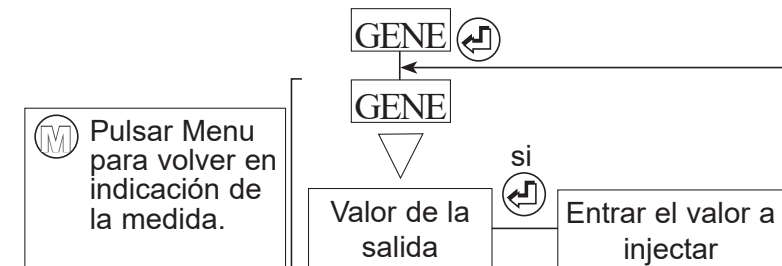 GENE
GENE
M Pulsar Menu
para volver en
indicación de
la medida.
si
Valor de la
salida
Entrar el valor a
injectar